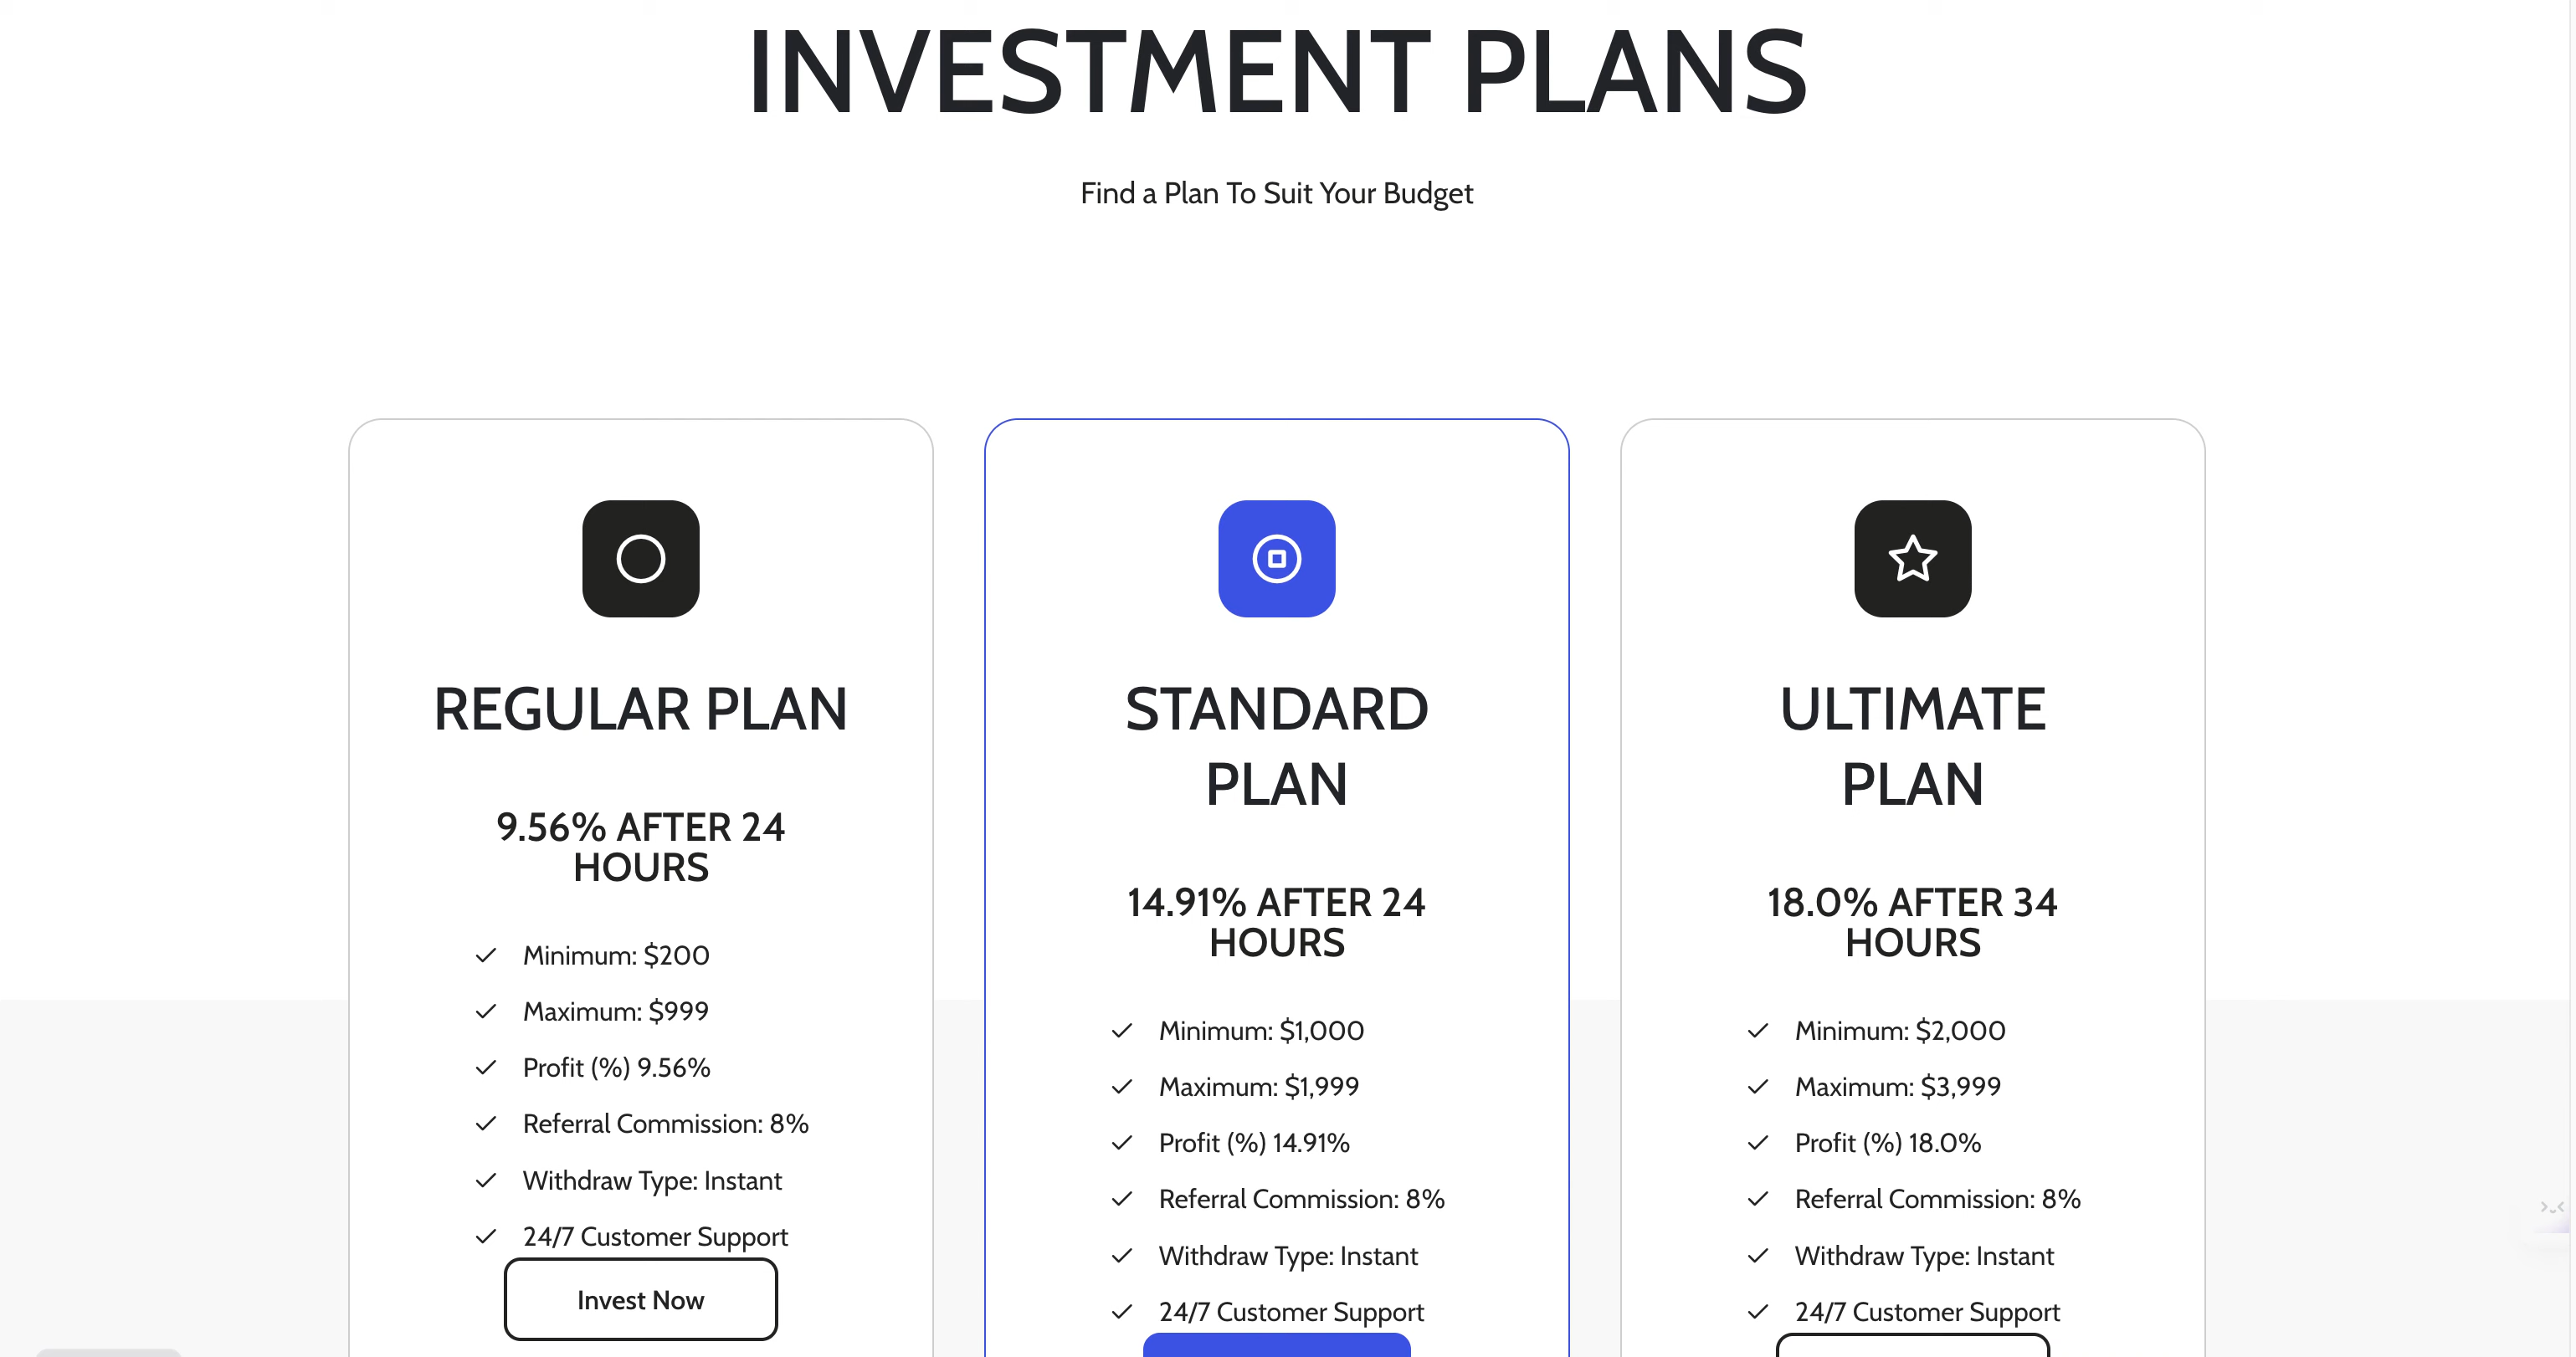 INVESTMENT PLANS
Find a Plan To Suit Your Budget
REGULAR PLAN
9.56% AFTER 24
HOURS
Minimum: $200
Maximum: $999
Profit (%) 9.56%
Referral Commission: 8%
Withdraw Type: Instant
24/7 Customer Support
Invest Now
STANDARD
PLAN
14.91% AFTER 24
HOURS
Minimum: $1,000
Maximum: $1,999
Profit (%) 14.91%
Referral Commission: 8%
Withdraw Type: Instant
24/7 Customer Support
ULTIMATE
PLAN
18.0% AFTER 34
HOURS
Minimum: $2,000
Maximum: $3,999
Profit (%) 18.0%
Referral Commission: 8%
Withdraw Type: Instant
24/7 Customer Support